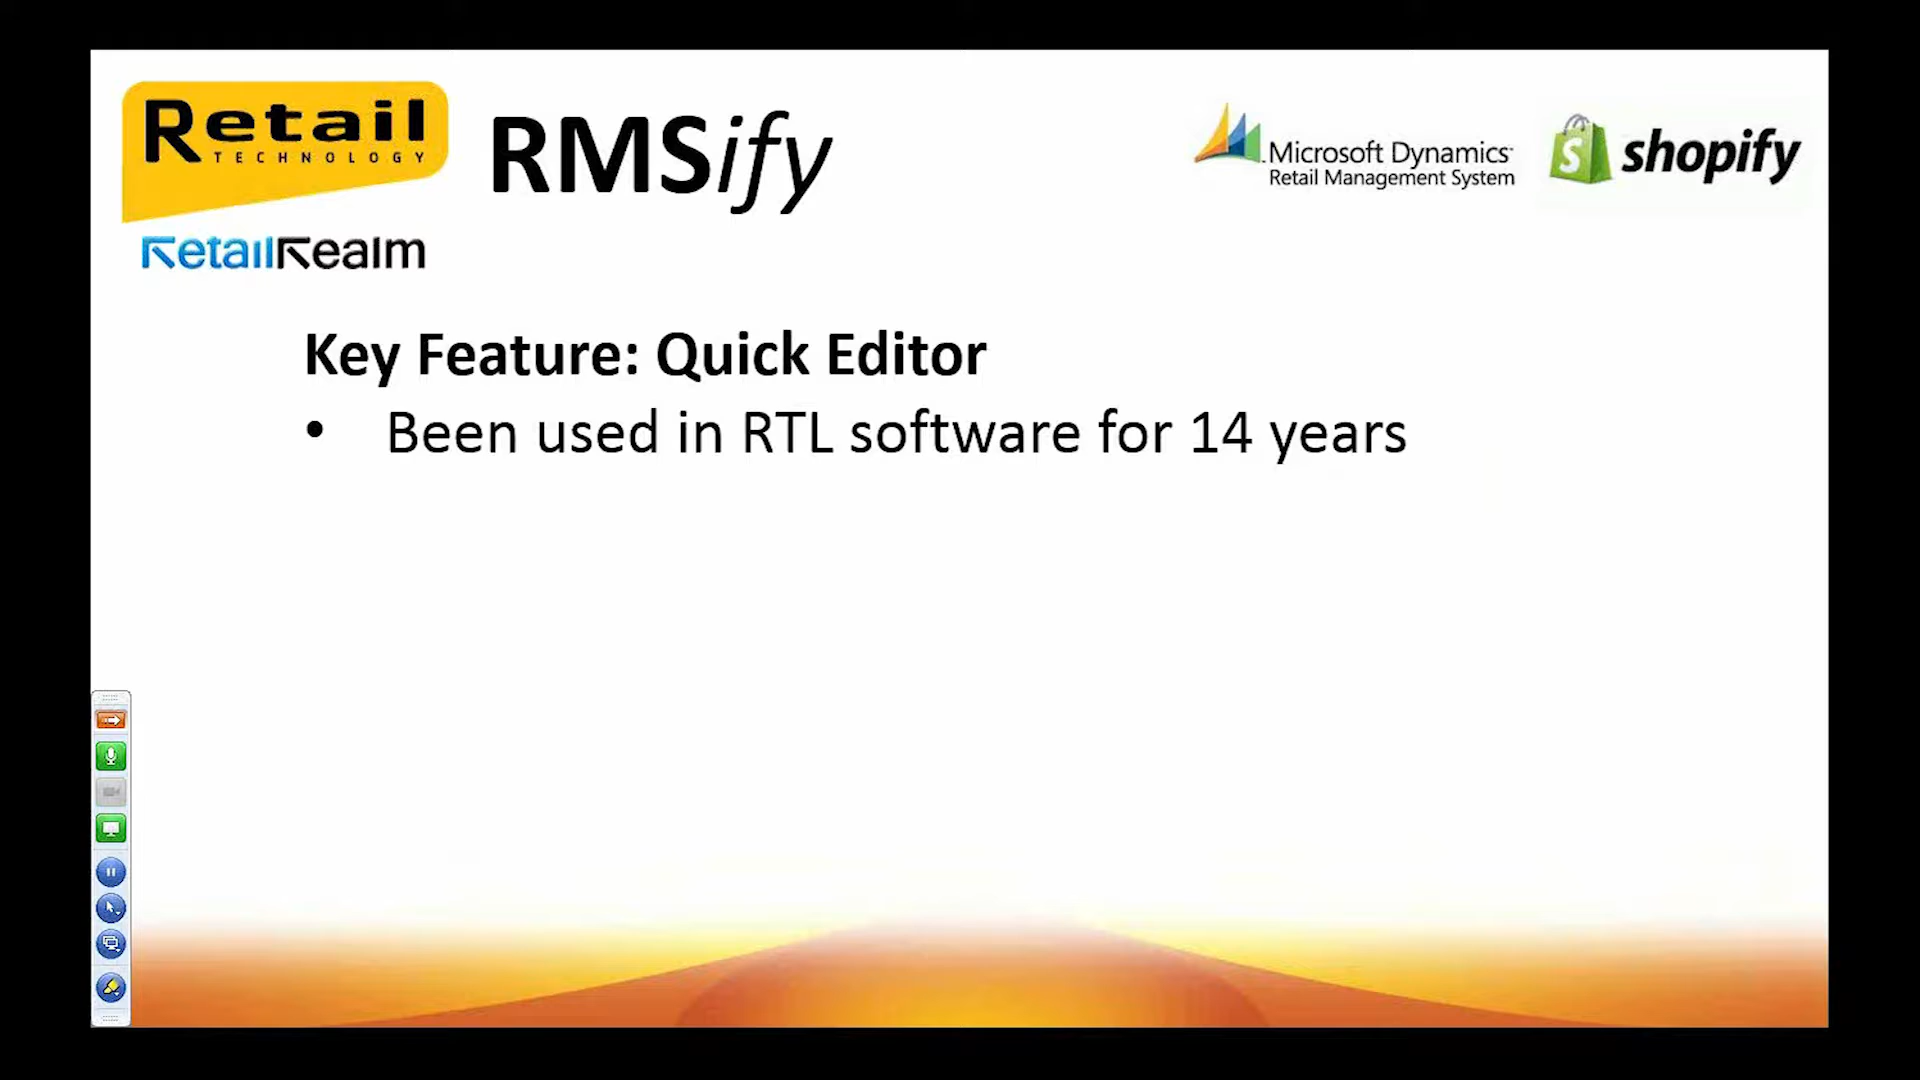 Retail
TECHNOLOGY
RetailRealm
RMSify
Microsoft Dynamics
Retail Management System
shopify
Key Feature: Quick Editor
• Been used in RTL software for 14 years